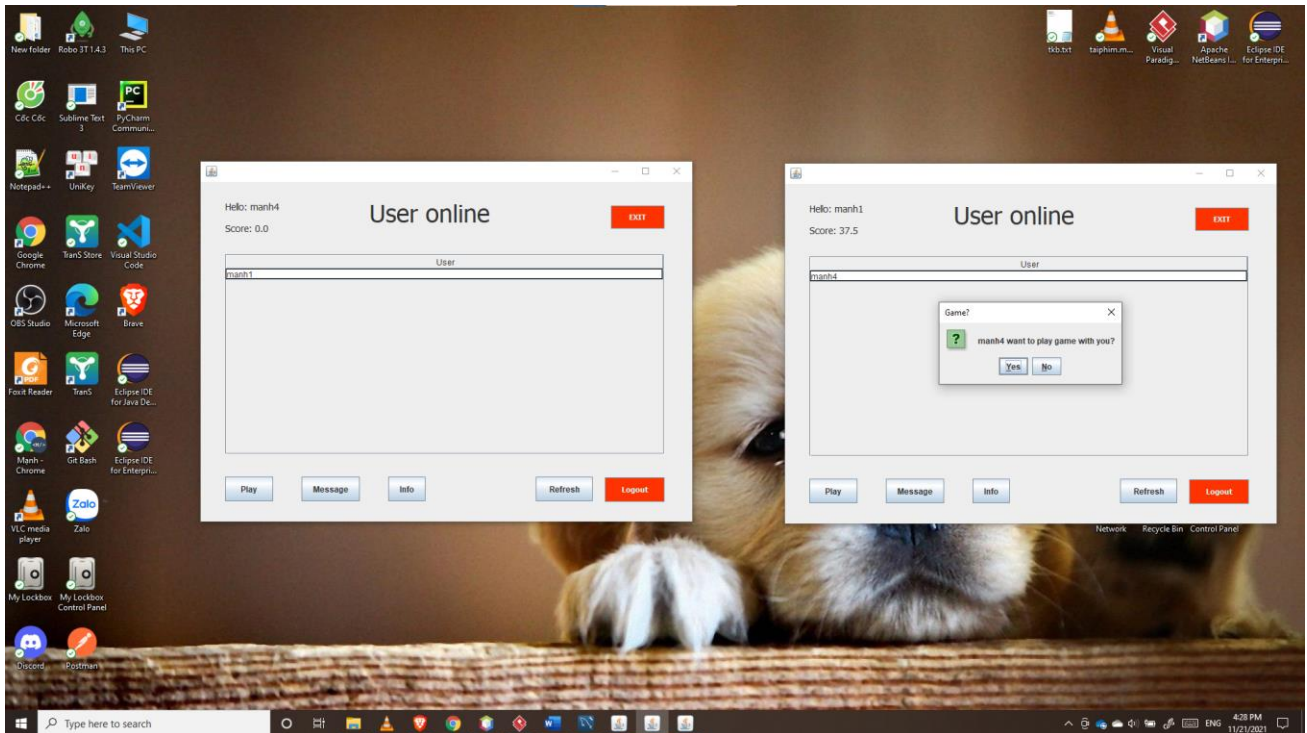 New folder
Robo 3T 1.4.3
This PC
Cốc Cốc
Sublime Text
3
PyCharm
Communi...
Notepad++
UniKey
TeamViewer
Google
Chrome
TranS Store
Visual Studio
Code
OBS Studio
Microsoft
Edge
Brave
Foxit Reader
TranS
Eclipse IDE
for Java De...
Manh -
Chrome
Git Bash
Eclipse IDE
for Enterpri...
VLC media
player
Zalo
Zalo
My Lockbox
My Lockbox
Control Panel
Discord
Postman
tkb.txt
taiphim.m...
Visual
Paradig...
Apache
NetBeans I...
Eclipse IDE
for Enterpri...
Hello: manh4
User online
EXIT
Score: 0.0
User
manh1
Play
Message
Info
Refresh
Logout
Hello: manh1
User online
EXIT
Score: 37.5
User
manh4
Game?
manh4 want to play game with you?
Yes
No
Play
Message
Info
Refresh
Logout
Network
Recycle Bin
Control Panel
Type here to search
ENG
4:28 PM
11/21/2021